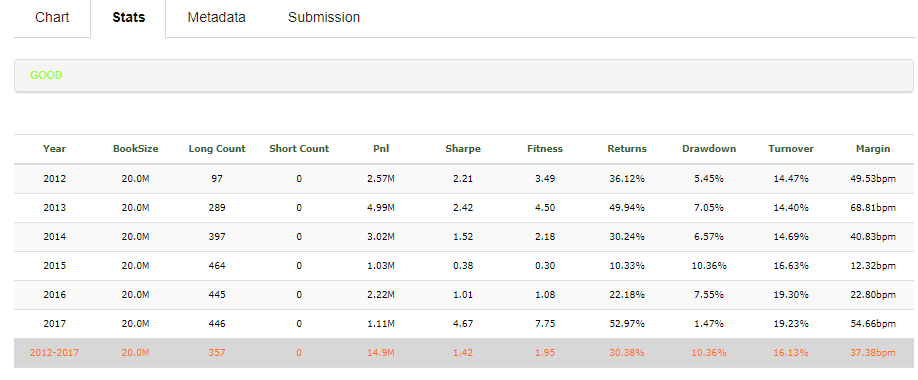 Chart Stats Metadata Submission
GOOD
Year BookSize Long Count Short Count Pnl Sharpe Fitness Returns Drawdown Turnover Margin
2012 20.0M 97 0 2.57M 2.21 3.49 36.12% 5.45% 14.47% 49.53bpm
2013 20.0M 289 0 4.99M 2.42 4.50 49.94% 7.05% 14.40% 68.81bpm
2014 20.0M 397 0 3.02M 1.52 2.18 30.24% 6.57% 14.69% 40.83bpm
2015 20.0M 464 0 1.03M 0.38 0.30 10.33% 10.36% 16.63% 12.32bpm
2016 20.0M 445 0 2.22M 1.01 1.08 22.18% 7.55% 19.30% 22.80bpm
2017 20.0M 446 0 1.11M 4.67 7.75 52.97% 1.47% 19.23% 54.66bpm
2012-2017 20.0M 357 0 14.9M 1.42 1.95 30.38% 10.36% 16.13% 37.38bpm